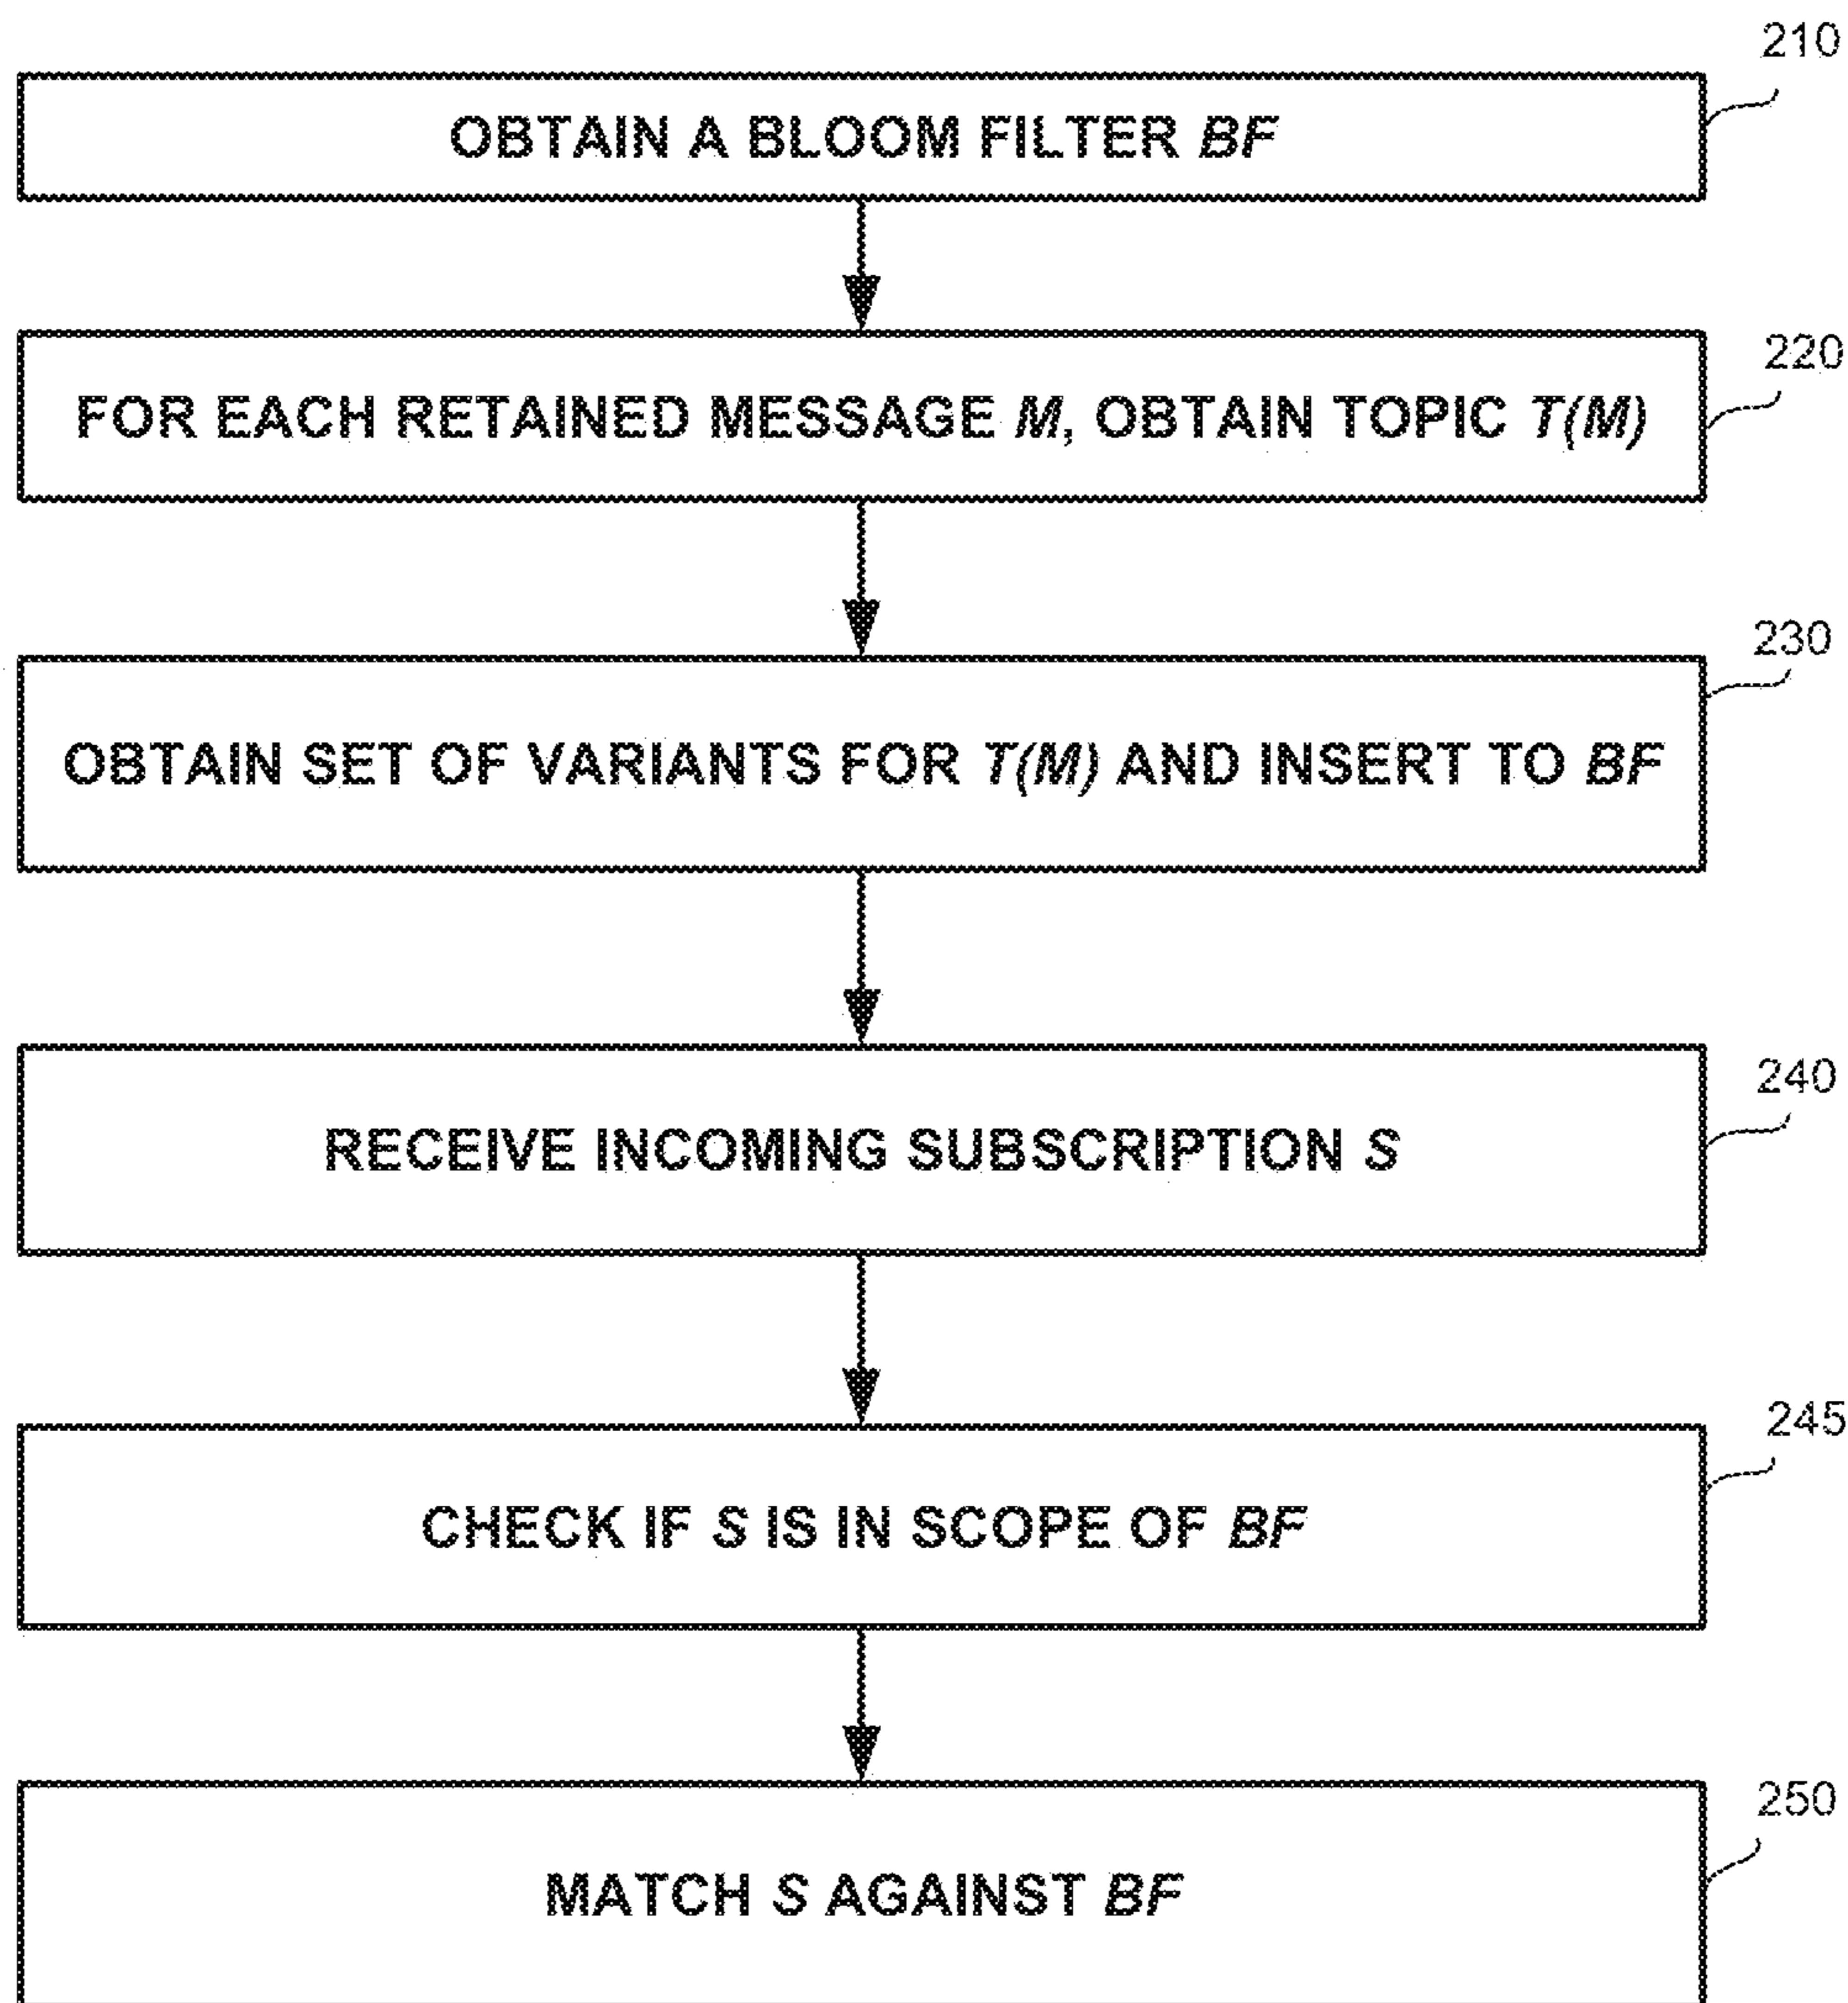 210
OBTAIN A BLOOM FILTER BF
220
FOR EACH RETAINED MESSAGE M, OBTAIN TOPIC T(M)
230
OBTAIN SET OF VARIANTS FOR T(M) AND INSERT TO BF
240
RECEIVE INCOMING SUBSCRIPTION S
245
CHECK IF S IS IN SCOPE OF BF
250
MATCH S AGAINST BF